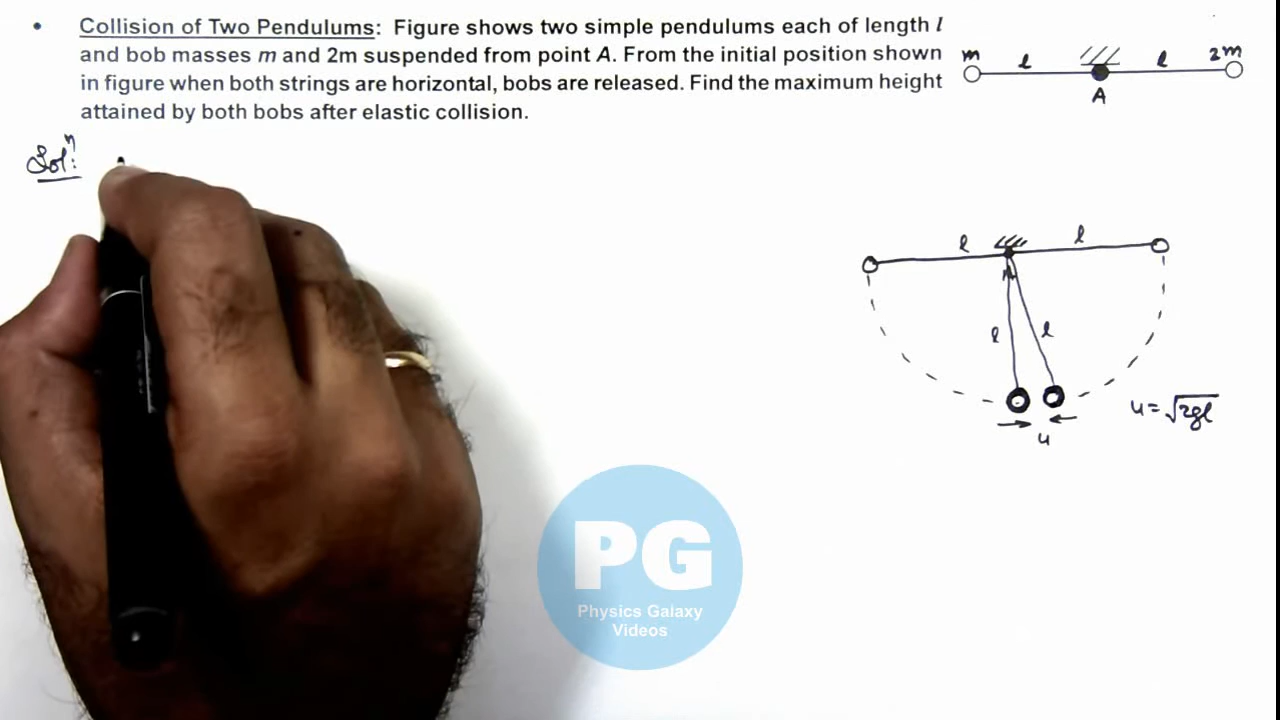 • Collision of Two Pendulums: Figure shows two simple pendulums each of length l
and bob masses m and 2m suspended from point A. From the initial position shown
in figure when both strings are horizontal, bobs are released. Find the maximum height
attained by both bobs after elastic collision.
m l l 2m
A
Solⁿ:
l l
A
l l
u
u = √2gl
PG
Physics Galaxy
Videos